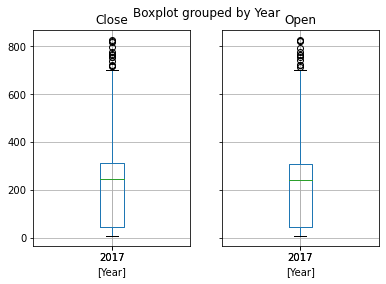 Boxplot grouped by Year
Close
Open
800
600
400
200
0
2017
2017
[Year]
[Year]